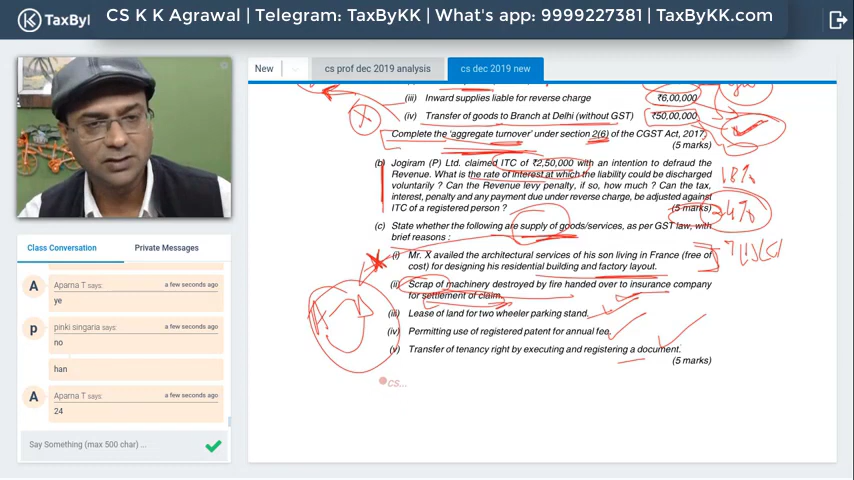 CS K K Agrawal | Telegram: TaxByKK | What's app: 9999227381 | TaxByKK.com
TaxByI
New
cs prof dec 2019 analysis
cs dec 2019 new
(iii) Inward supplies liable for reverse charge ₹6,00,000
(iv) Transfer of goods to Branch at Delhi (without GST) ₹50,00,000
Complete the 'aggregate turnover' under section 2(6) of the CGST Act, 2017.
(5 marks)
(b) Jogiram (P) Ltd. claimed ITC of ₹2,50,000 with an intention to defraud the
Revenue. What is the rate of interest at which the liability could be discharged
voluntarily ? Can the Revenue levy penalty, if so, how much ? Can the tax,
interest, penalty and any payment due under reverse charge, be adjusted against
ITC of a registered person ? (5 marks)
18%
24%
(c) State whether the following are supply of goods/services, as per GST law, with
brief reasons :
(i) Mr. X availed the architectural services of his son living in France (free of
cost) for designing his residential building and factory layout.
(ii) Scrap of machinery destroyed by fire handed over to insurance company
for settlement of claim.
(iii) Lease of land for two wheeler parking stand.
(iv) Permitting use of registered patent for annual fee.
(v) Transfer of tenancy right by executing and registering a document.
(5 marks)
cs...
Class Conversation
Private Messages
A
Aparna T says: a few seconds ago
ye
p
pinki singaria says: a few seconds ago
no
han
A
Aparna T says: a few seconds ago
24
Say Something (max 500 char) ...